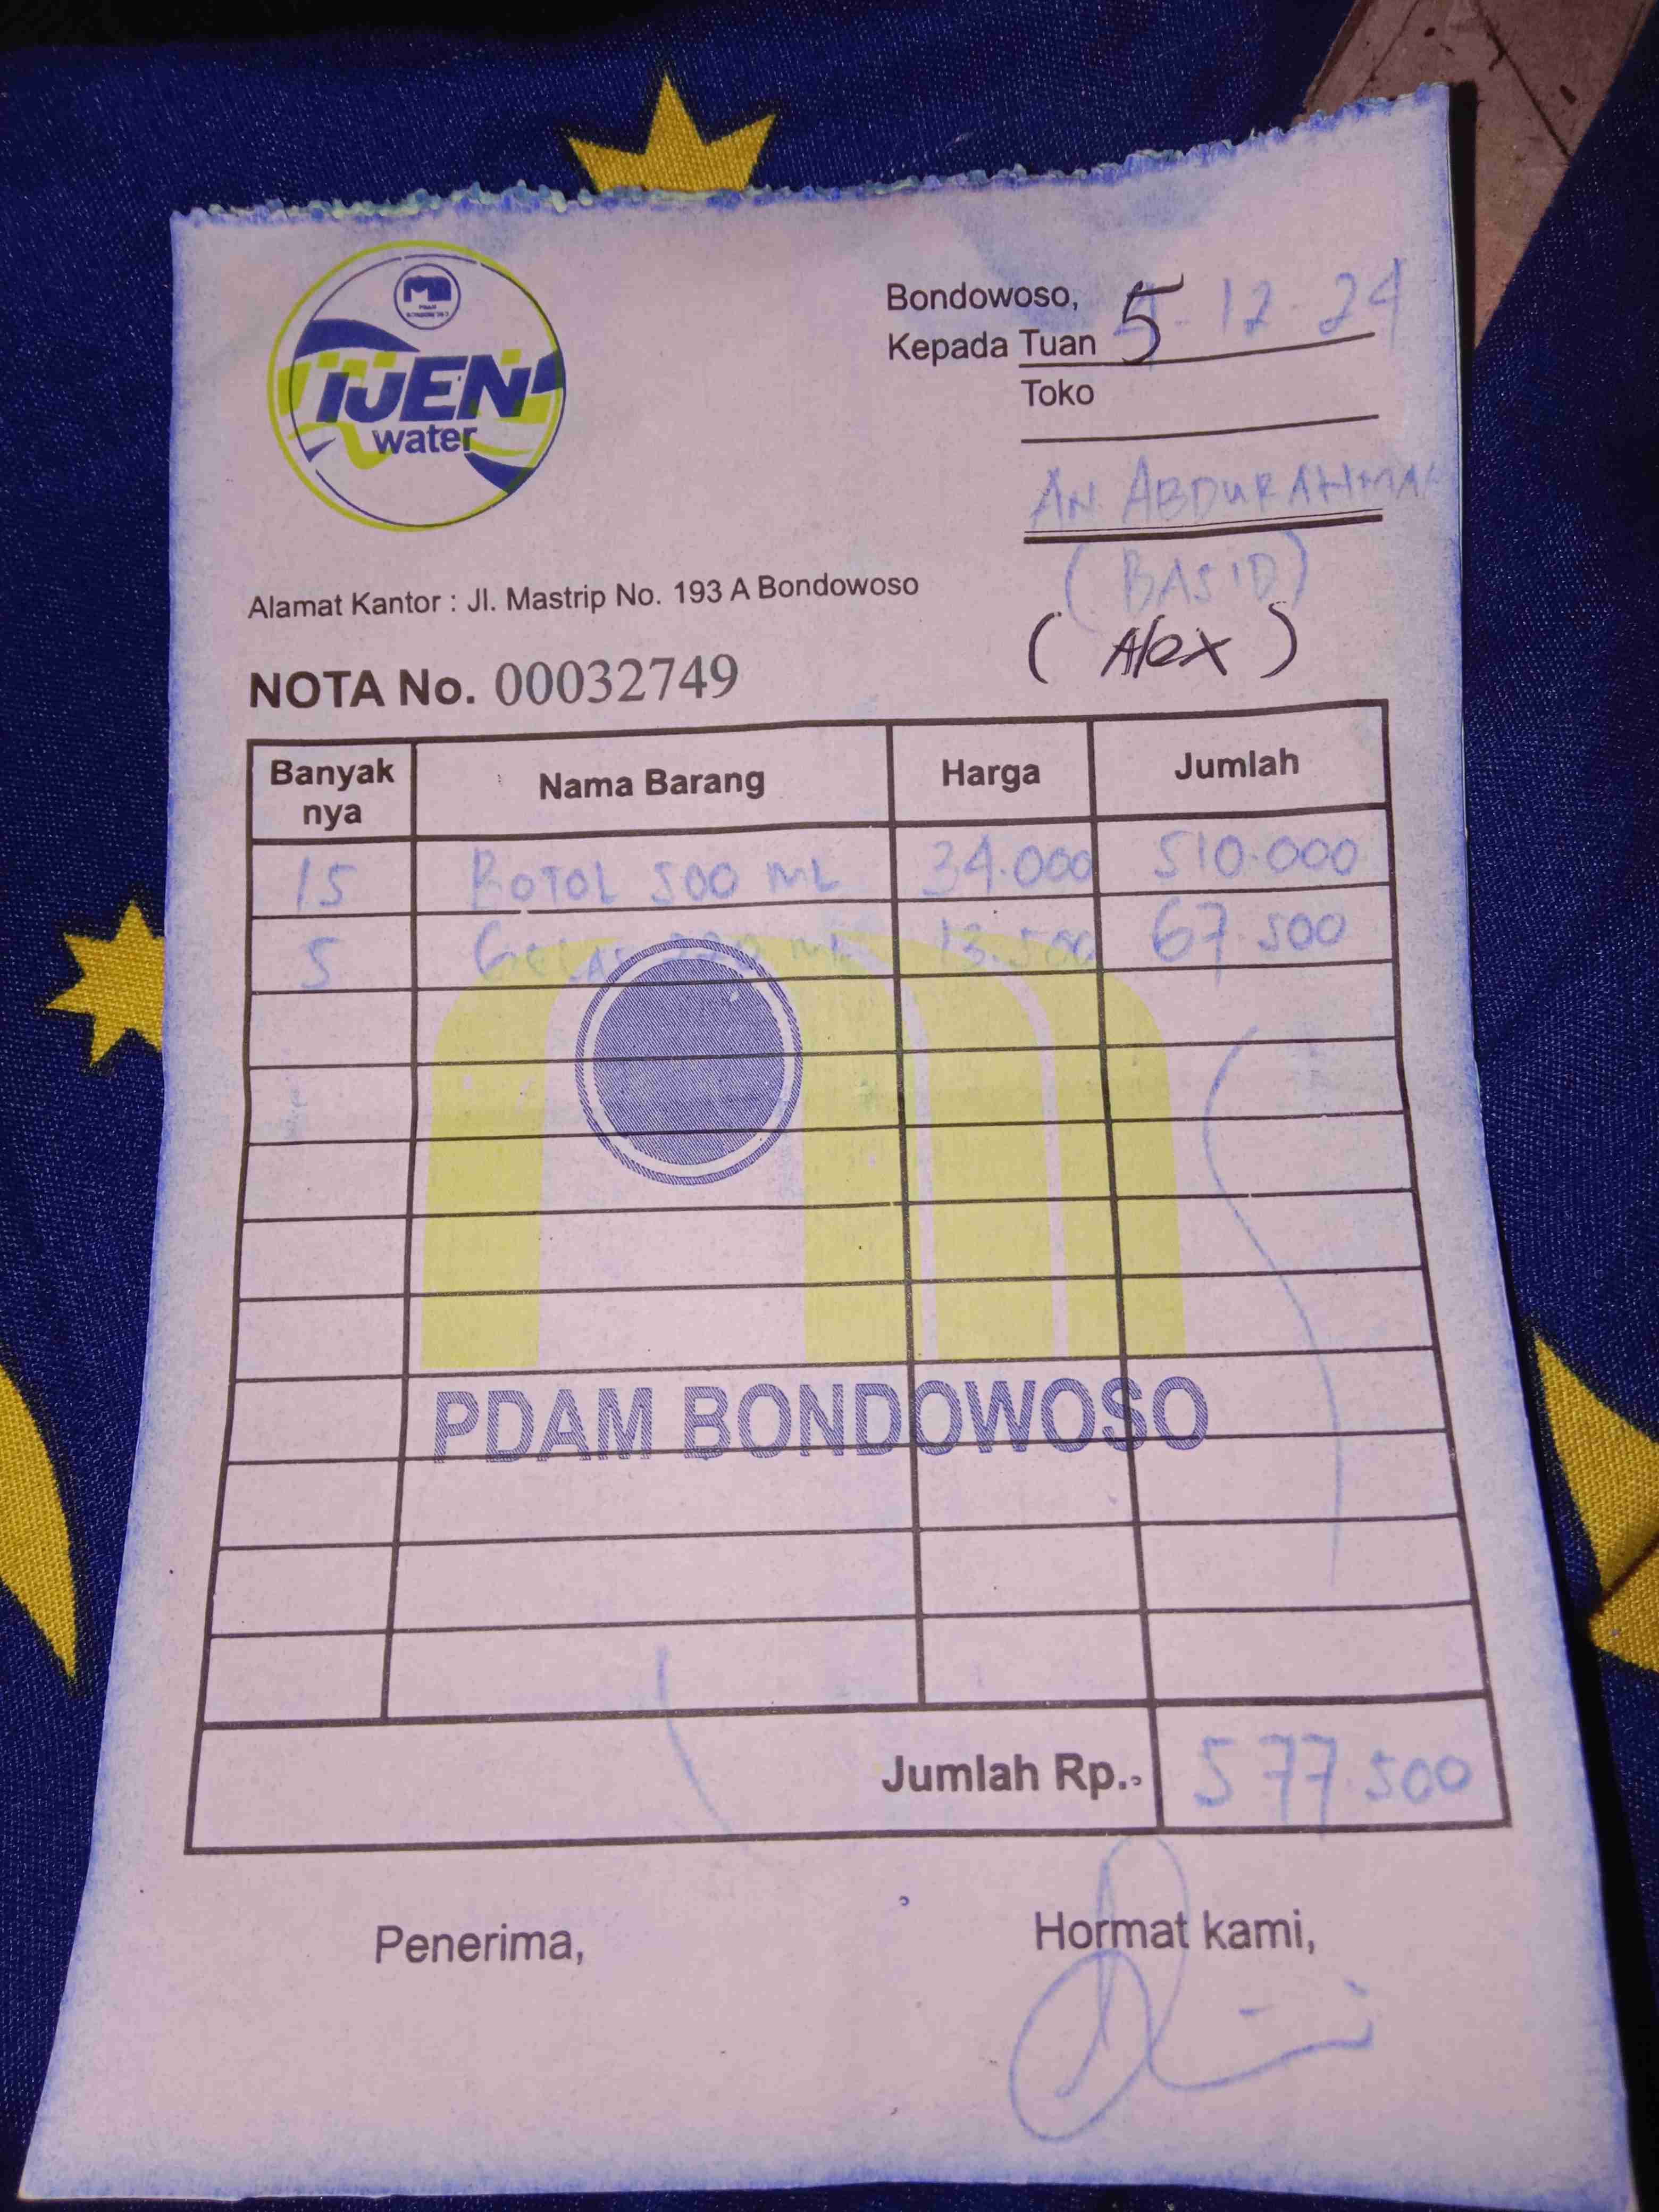 IJEN
water
Bondowoso, 5-12-24
Kepada Tuan
Toko
AN ABDURAHMAN
(BASID)
(Alex)
Alamat Kantor : Jl. Mastrip No. 193 A Bondowoso
NOTA No. 00032749
Banyak nya Nama Barang Harga Jumlah
15 BOTOL 500 ML 34.000 510.000
5 GELAS 220 ML 13.500 67.500
PDAM BONDOWOSO
Jumlah Rp. 577.500
Penerima, Hormat kami,